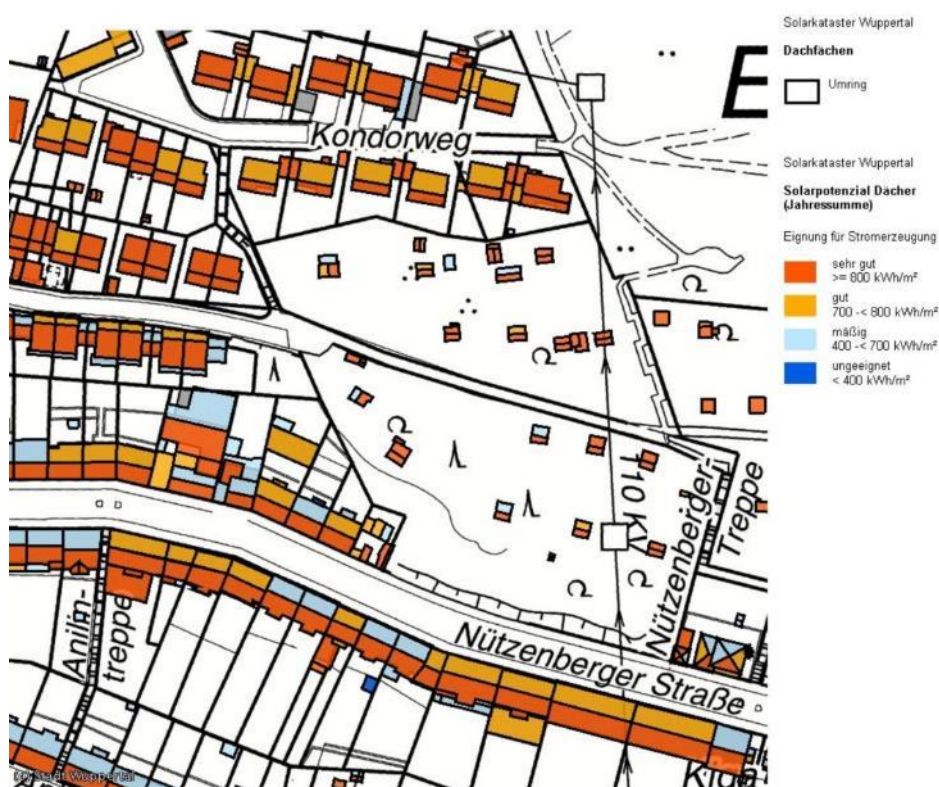 Solarkataster Wuppertal
Dachfächen
Umring
Solarkataster Wuppertal
Solarpotenzial Dächer
(Jahressumme)
Eignung für Stromerzeugung
sehr gut
>= 800 kWh/m²
gut
700 -< 800 kWh/m²
mäßig
400 -< 700 kWh/m²
ungeeignet
< 400 kWh/m²
E
Kondorweg
110 KV
Nützenberger-
Treppe
Anilin-
treppe
Nützenberger Straße
(c) Stadt Wuppertal